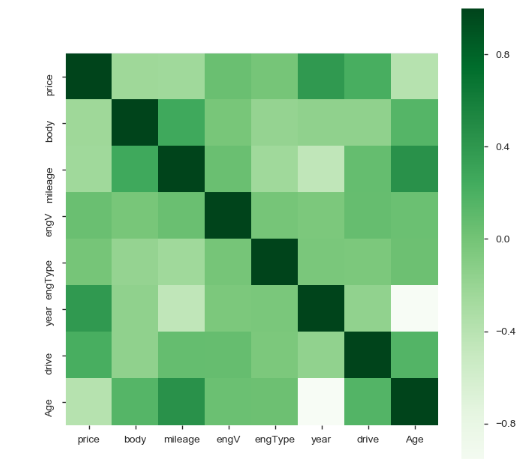 price
body
mileage
engV
engType
year
drive
Age
price body mileage engV engType year drive Age
0.8
0.4
0.0
−0.4
−0.8